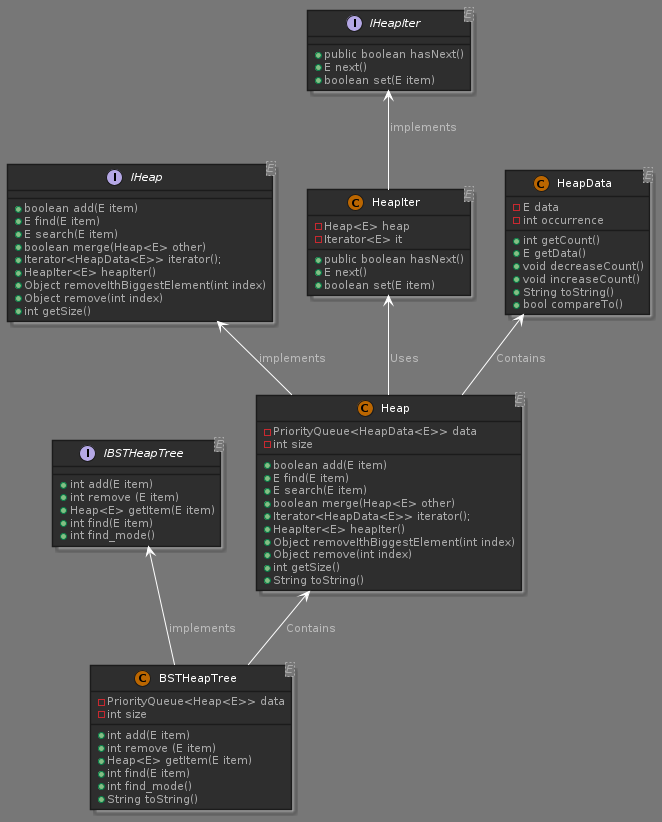 I IHeapIter
E
public boolean hasNext()
E next()
boolean set(E item)
implements
I IHeap
E
boolean add(E item)
E find(E item)
E search(E item)
boolean merge(Heap<E> other)
Iterator<HeapData<E>> iterator();
HeapIter<E> heapIter()
Object removeIthBiggestElement(int index)
Object remove(int index)
int getSize()
C HeapIter
E
Heap<E> heap
Iterator<E> it
public boolean hasNext()
E next()
boolean set(E item)
C HeapData
E
E data
int occurrence
int getCount()
E getData()
void decreaseCount()
void increaseCount()
String toString()
bool compareTo()
implements
Uses
Contains
C Heap
E
PriorityQueue<HeapData<E>> data
int size
boolean add(E item)
E find(E item)
E search(E item)
boolean merge(Heap<E> other)
Iterator<HeapData<E>> iterator();
HeapIter<E> heapIter()
Object removeIthBiggestElement(int index)
Object remove(int index)
int getSize()
String toString()
I IBSTHeapTree
E
int add(E item)
int remove (E item)
Heap<E> getItem(E item)
int find(E item)
int find_mode()
implements
Contains
C BSTHeapTree
E
PriorityQueue<Heap<E>> data
int size
int add(E item)
int remove (E item)
Heap<E> getItem(E item)
int find(E item)
int find_mode()
String toString()